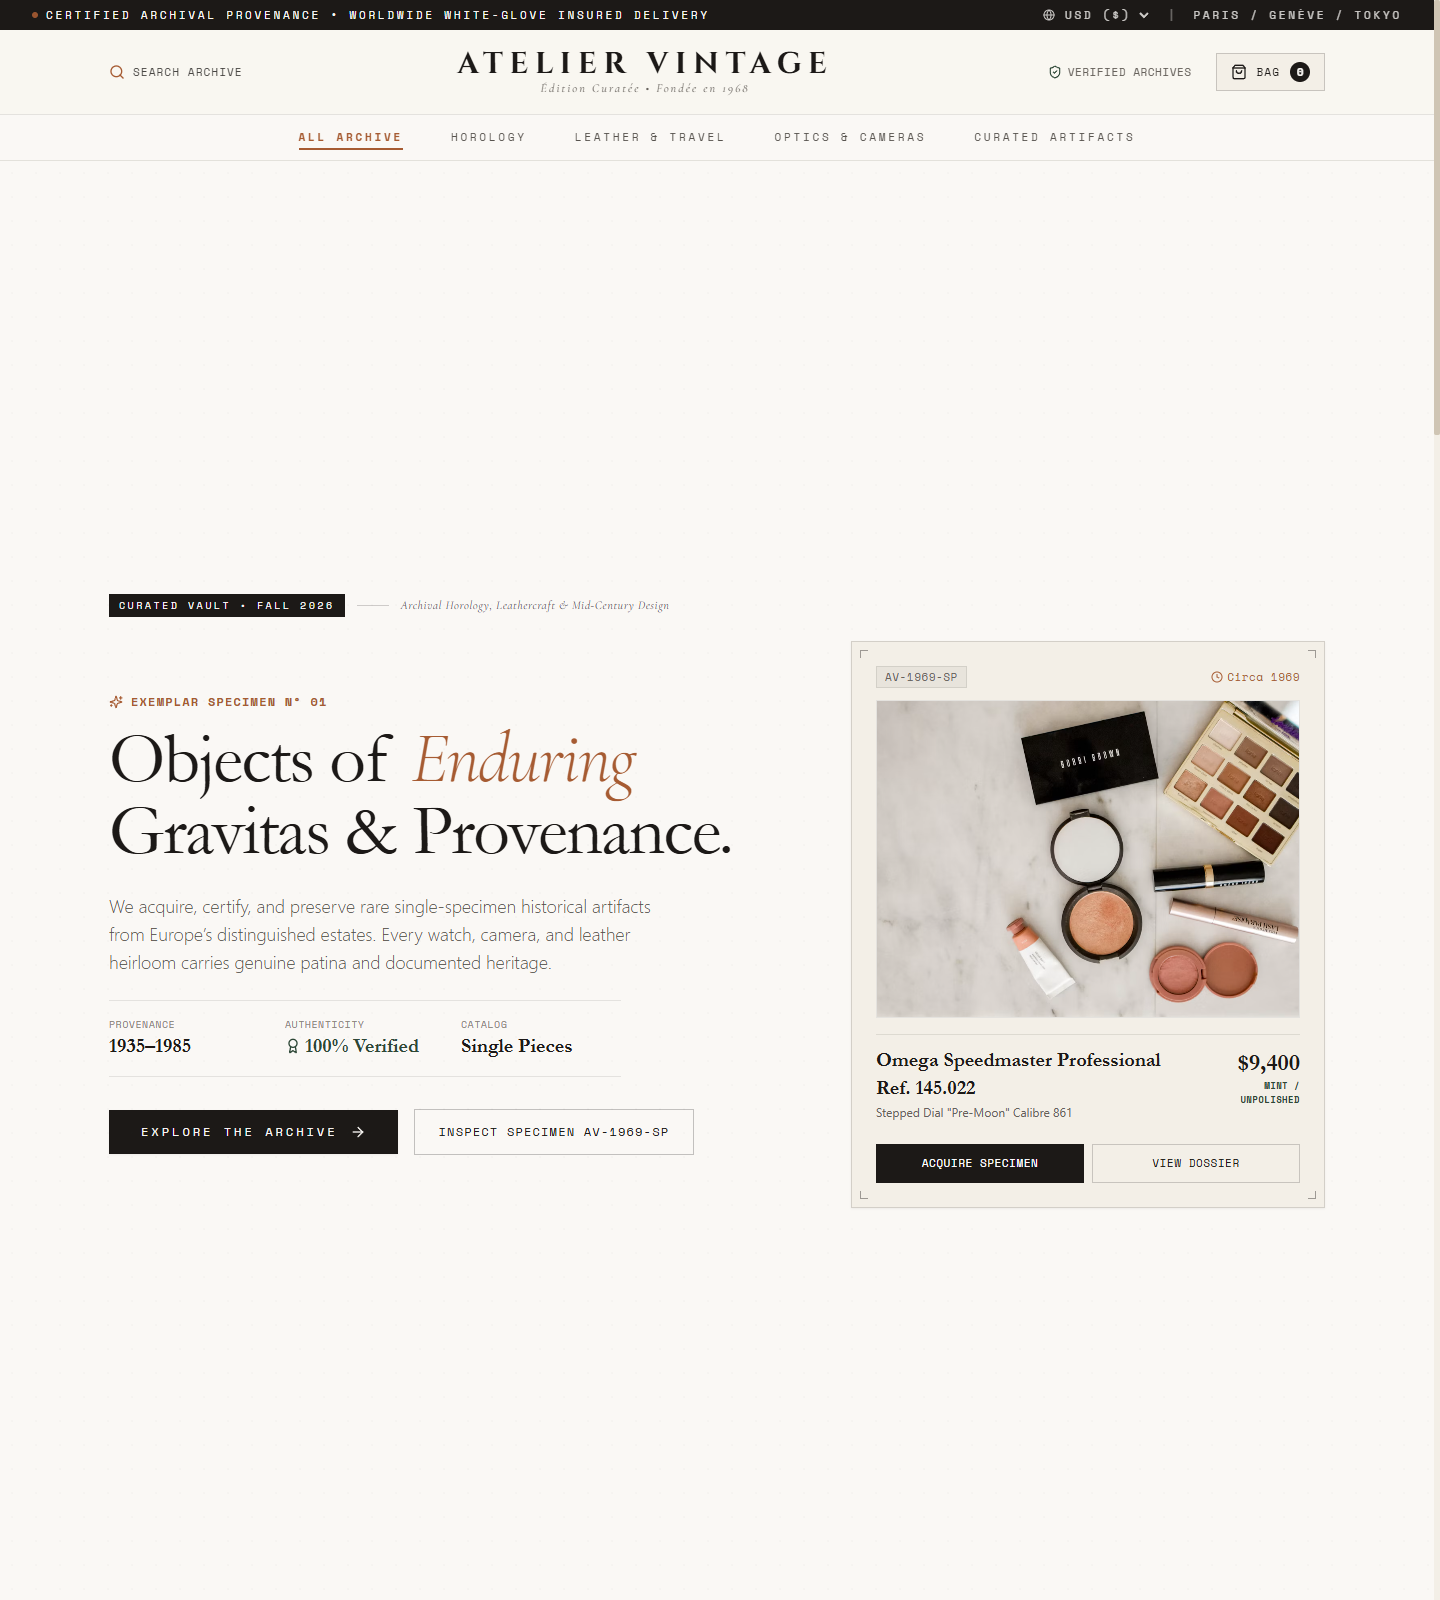 CERTIFIED ARCHIVAL PROVENANCE • WORLDWIDE WHITE-GLOVE INSURED DELIVERY
USD ($) | PARIS / GENÈVE / TOKYO
SEARCH ARCHIVE
ATELIER VINTAGE
Édition Curatée • Fondée en 1968
VERIFIED ARCHIVES
BAG 0
ALL ARCHIVE HOROLOGY LEATHER & TRAVEL OPTICS & CAMERAS CURATED ARTIFACTS
CURATED VAULT • FALL 2026
Archival Horology, Leathercraft & Mid-Century Design
EXEMPLAR SPECIMEN N° 01
Objects of Enduring
Gravitas & Provenance.
We acquire, certify, and preserve rare single-specimen historical artifacts
from Europe's distinguished estates. Every watch, camera, and leather
heirloom carries genuine patina and documented heritage.
PROVENANCE
1935–1985
AUTHENTICITY
100% Verified
CATALOG
Single Pieces
EXPLORE THE ARCHIVE
INSPECT SPECIMEN AV-1969-SP
AV-1969-SP
Circa 1969
BOBBI BROWN
Omega Speedmaster Professional
Ref. 145.022
Stepped Dial "Pre-Moon" Calibre 861
$9,400
MINT /
UNPOLISHED
ACQUIRE SPECIMEN
VIEW DOSSIER